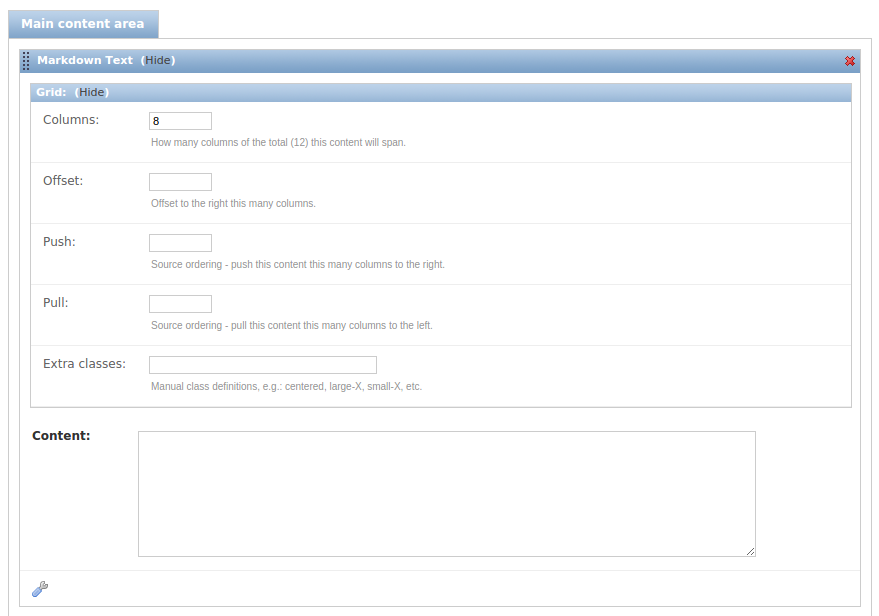 Main content area
Markdown Text (Hide)
Grid: (Hide)
Columns: 8
How many columns of the total (12) this content will span.
Offset:
Offset to the right this many columns.
Push:
Source ordering - push this content this many columns to the right.
Pull:
Source ordering - pull this content this many columns to the left.
Extra classes:
Manual class definitions, e.g.: centered, large-X, small-X, etc.
Content: